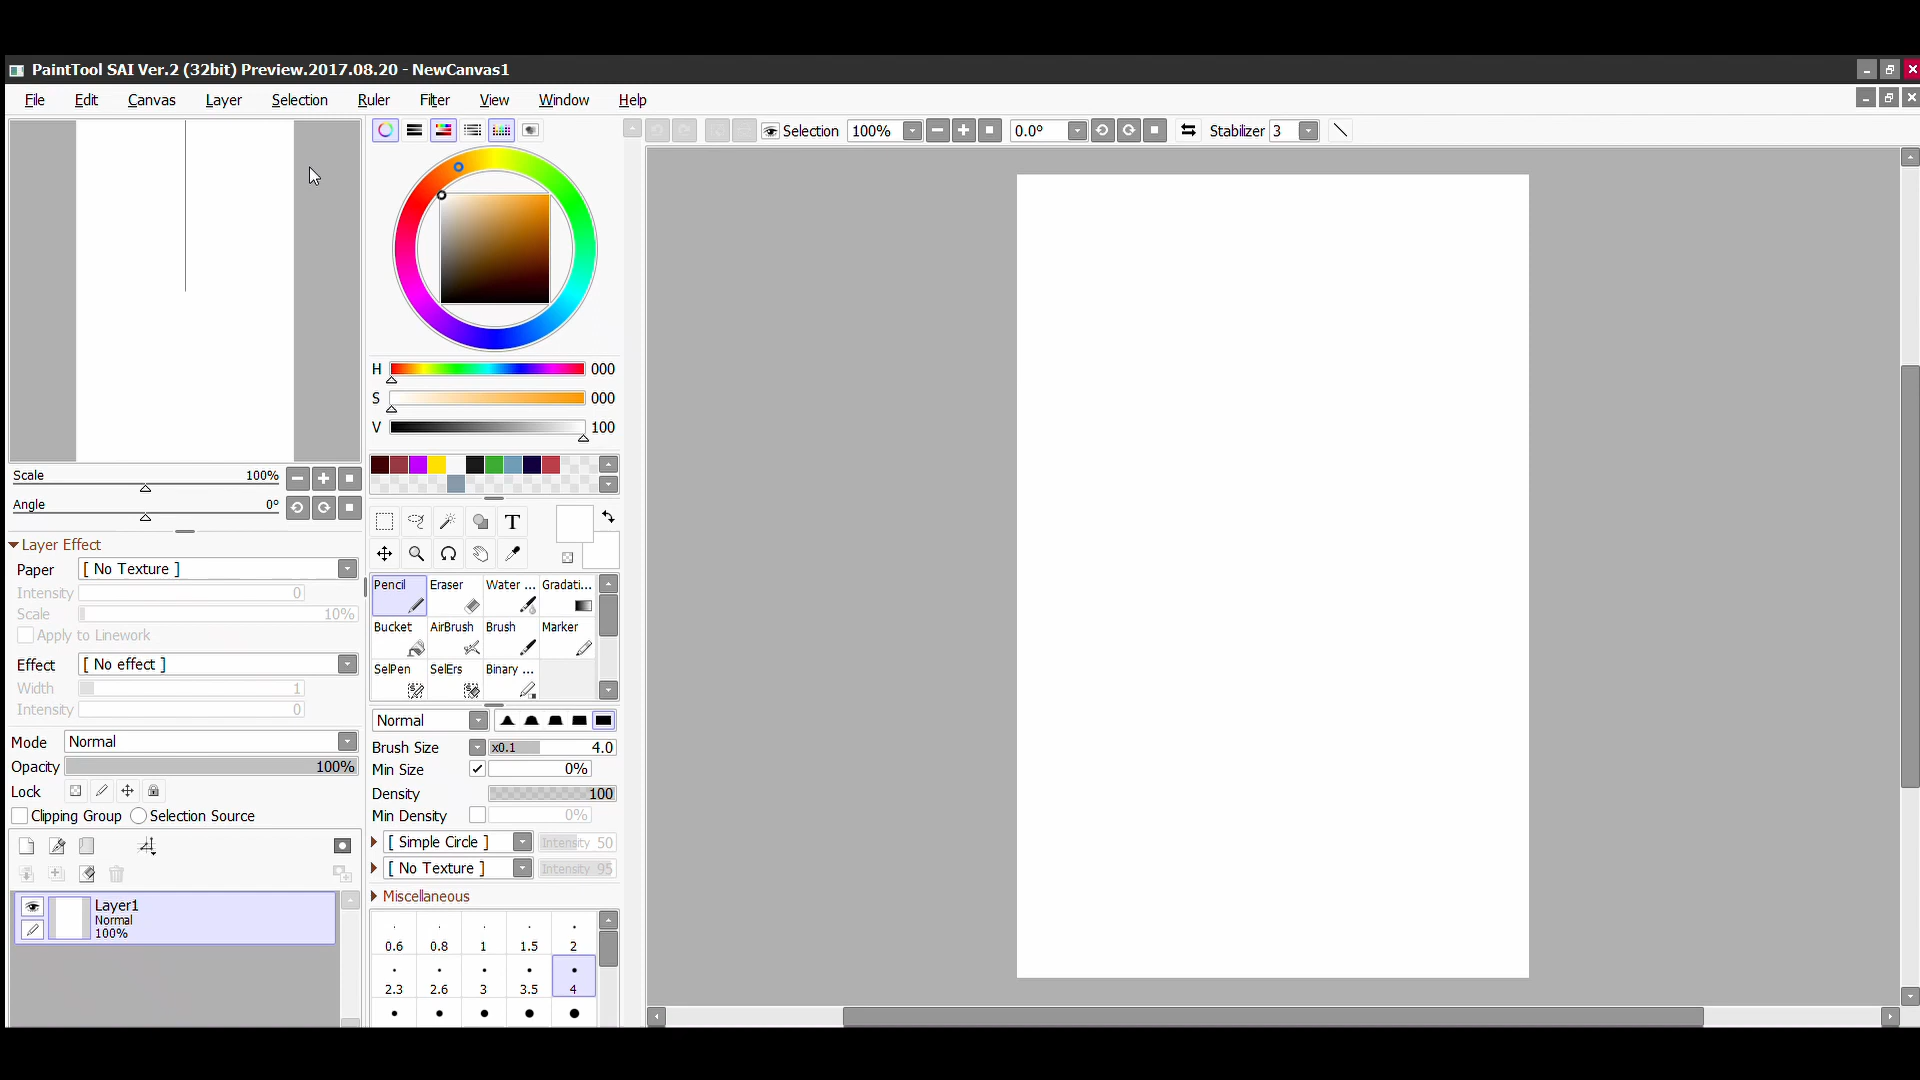 PaintTool SAI Ver.2 (32bit) Preview.2017.08.20 - NewCanvas1
File Edit Canvas Layer Selection Ruler Filter View Window Help
Selection 100% 0.0° Stabilizer 3
H 000
S 000
V 100
Scale 100%
Angle 0°
Layer Effect
Paper [ No Texture ]
Intensity 0
Scale 10%
Apply to Linework
Effect [ No effect ]
Width 1
Intensity 0
Mode Normal
Opacity 100%
Lock
Clipping Group Selection Source
Layer1
Normal
100%
T
Pencil Eraser Water ... Gradati...
Bucket AirBrush Brush Marker
SelPen SelErs Binary ...
Normal
Brush Size x0.1 4.0
Min Size 0%
Density 100
Min Density 0%
[ Simple Circle ] Intensity 50
[ No Texture ] Intensity 95
Miscellaneous
0.6 0.8 1 1.5 2
2.3 2.6 3 3.5 4